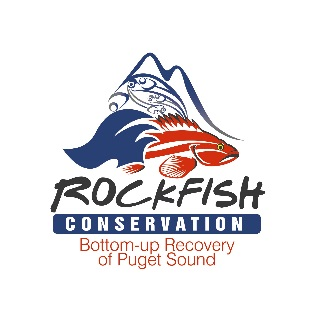 ROCKFISH
CONSERVATION
Bottom-up Recovery
of Puget Sound